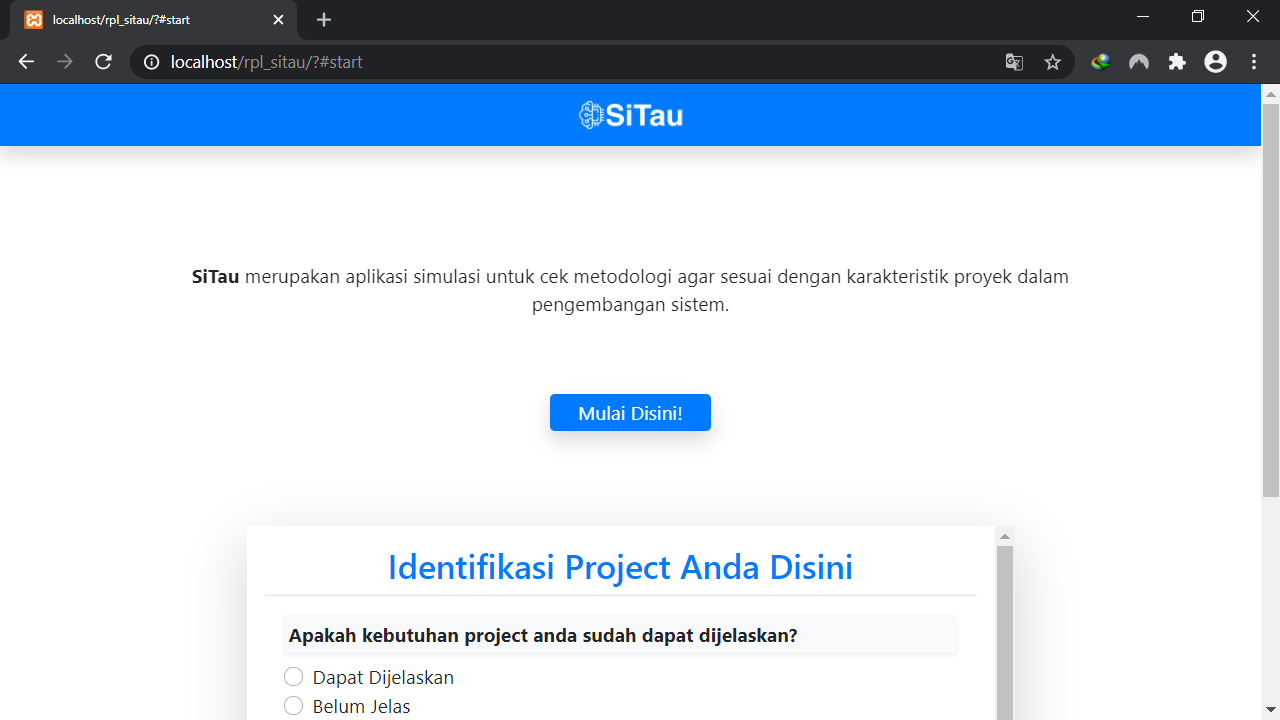 localhost/rpl_sitau/?#start
localhost/rpl_sitau/?#start
SiTau
SiTau merupakan aplikasi simulasi untuk cek metodologi agar sesuai dengan karakteristik proyek dalam
pengembangan sistem.
Mulai Disini!
Identifikasi Project Anda Disini
Apakah kebutuhan project anda sudah dapat dijelaskan?
Dapat Dijelaskan
Belum Jelas